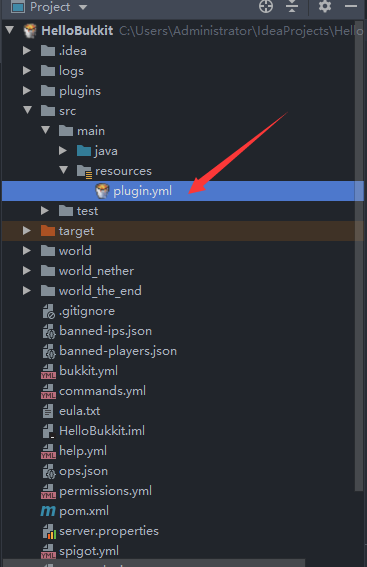 Project
HelloBukkit C:\Users\Administrator\IdeaProjects\Hello
.idea
logs
plugins
src
main
java
resources
plugin.yml
test
target
world
world_nether
world_the_end
.gitignore
banned-ips.json
banned-players.json
bukkit.yml
commands.yml
eula.txt
HelloBukkit.iml
help.yml
ops.json
permissions.yml
pom.xml
server.properties
spigot.yml